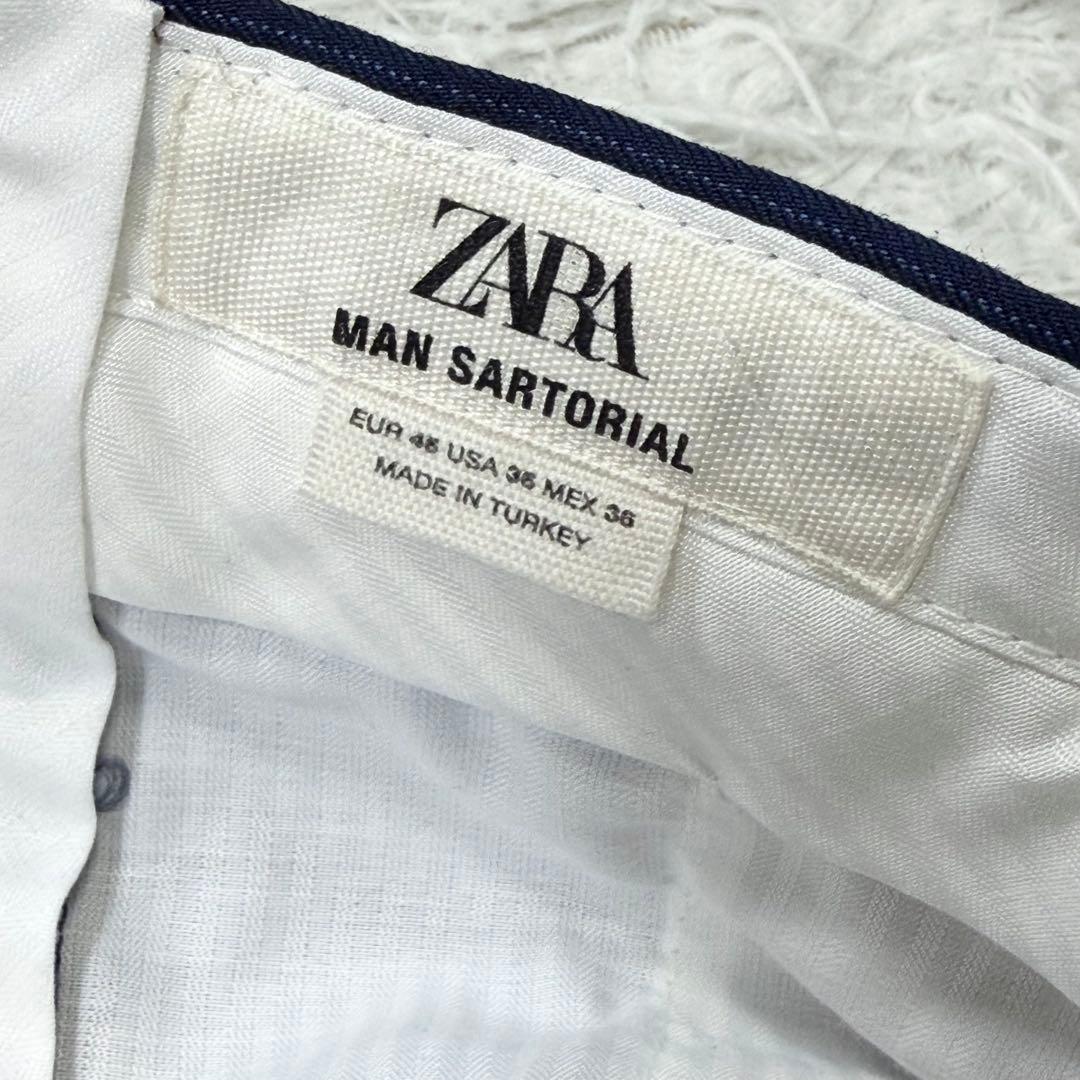 ZARA
MAN SARTORIAL
EUR 46 USA 36 MEX 36
MADE IN TURKEY